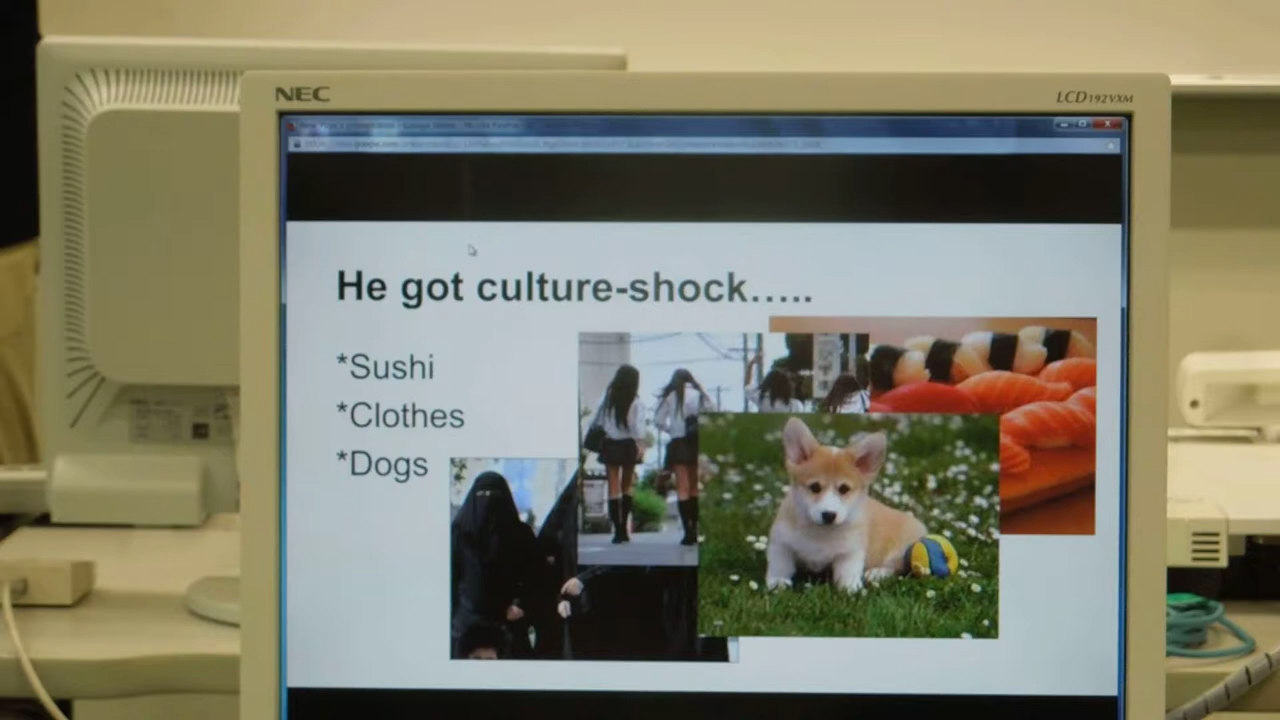 NEC
LCD192VXM
He got culture-shock.....
*Sushi
*Clothes
*Dogs